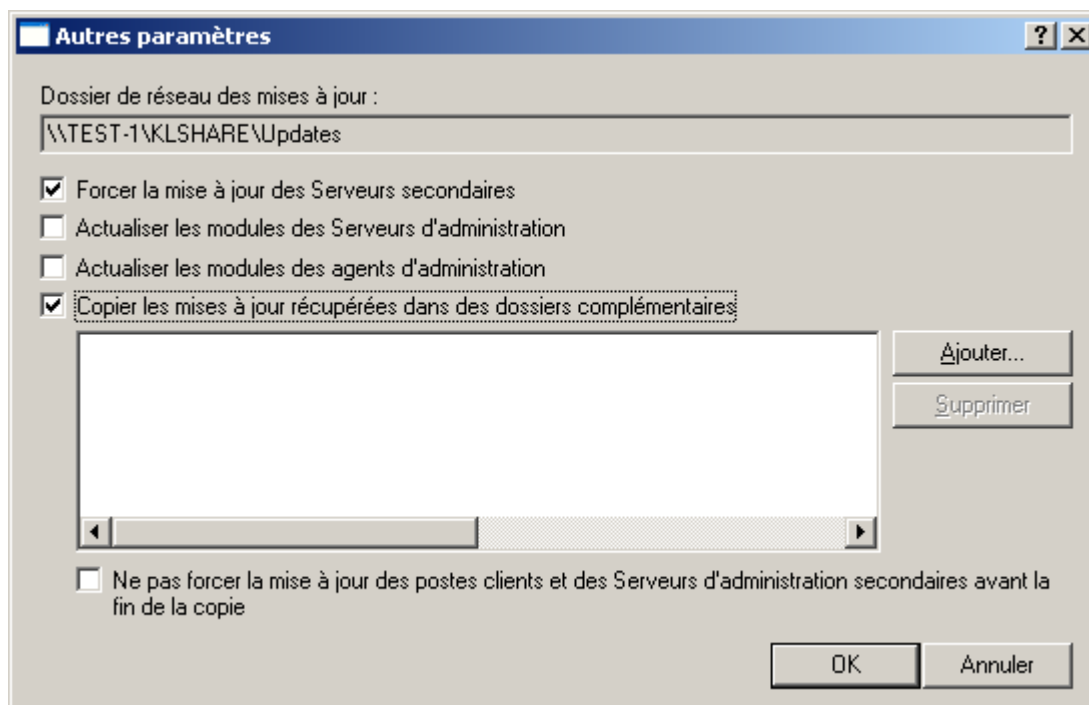 Autres paramètres
Dossier de réseau des mises à jour :
\\TEST-1\KLSHARE\Updates
Forcer la mise à jour des Serveurs secondaires
Actualiser les modules des Serveurs d'administration
Actualiser les modules des agents d'administration
Copier les mises à jour récupérées dans des dossiers complémentaires
Ajouter...
Supprimer
Ne pas forcer la mise à jour des postes clients et des Serveurs d'administration secondaires avant la
fin de la copie
OK
Annuler